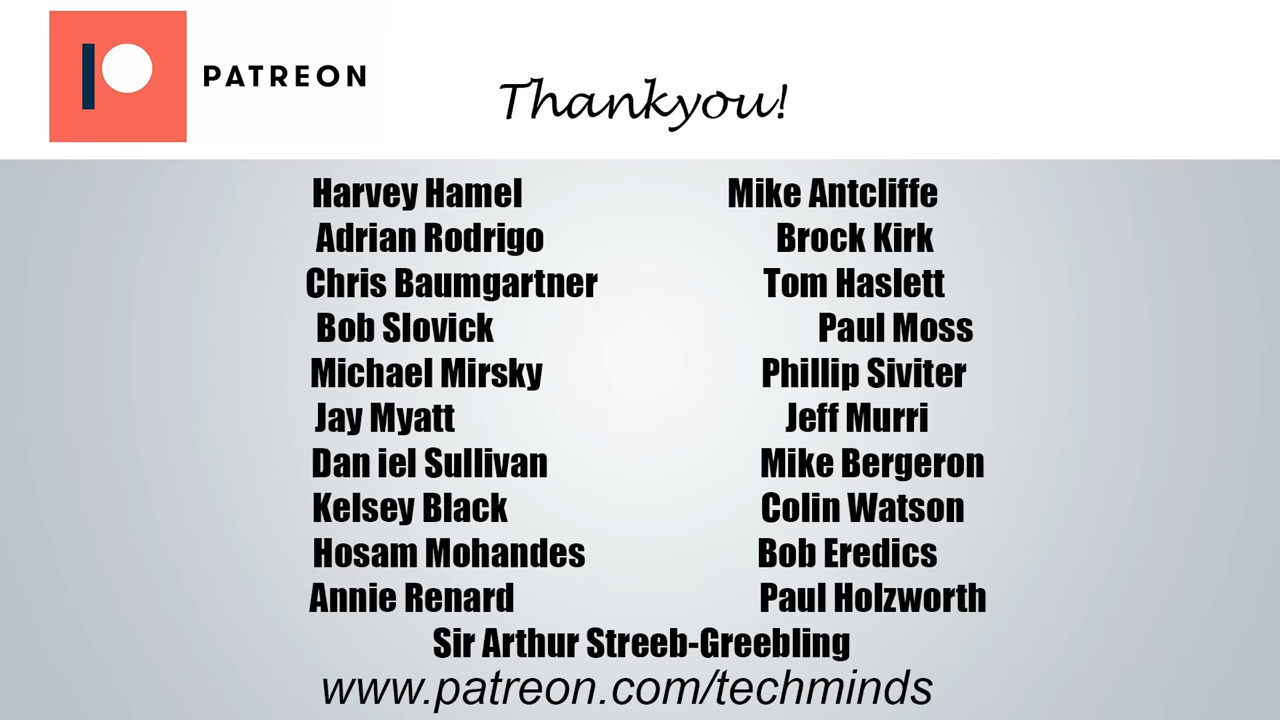 PATREON
Thankyou!
Harvey Hamel Mike Antcliffe
Adrian Rodrigo Brock Kirk
Chris Baumgartner Tom Haslett
Bob Slovick Paul Moss
Michael Mirsky Phillip Siviter
Jay Myatt Jeff Murri
Dan iel Sullivan Mike Bergeron
Kelsey Black Colin Watson
Hosam Mohandes Bob Eredics
Annie Renard Paul Holzworth
Sir Arthur Streeb-Greebling
www.patreon.com/techminds